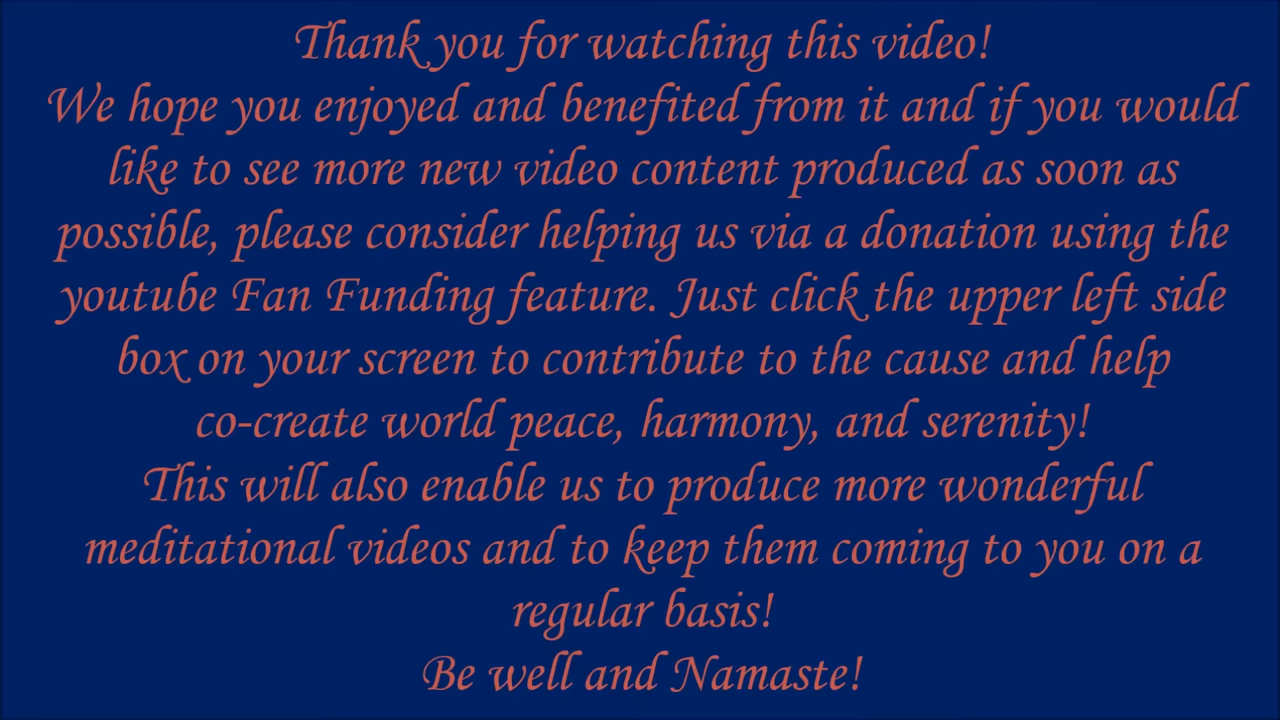 Thank you for watching this video!
We hope you enjoyed and benefited from it and if you would
like to see more new video content produced as soon as
possible, please consider helping us via a donation using the
youtube Fan Funding feature. Just click the upper left side
box on your screen to contribute to the cause and help
co-create world peace, harmony, and serenity!
This will also enable us to produce more wonderful
meditational videos and to keep them coming to you on a
regular basis!
Be well and Namaste!